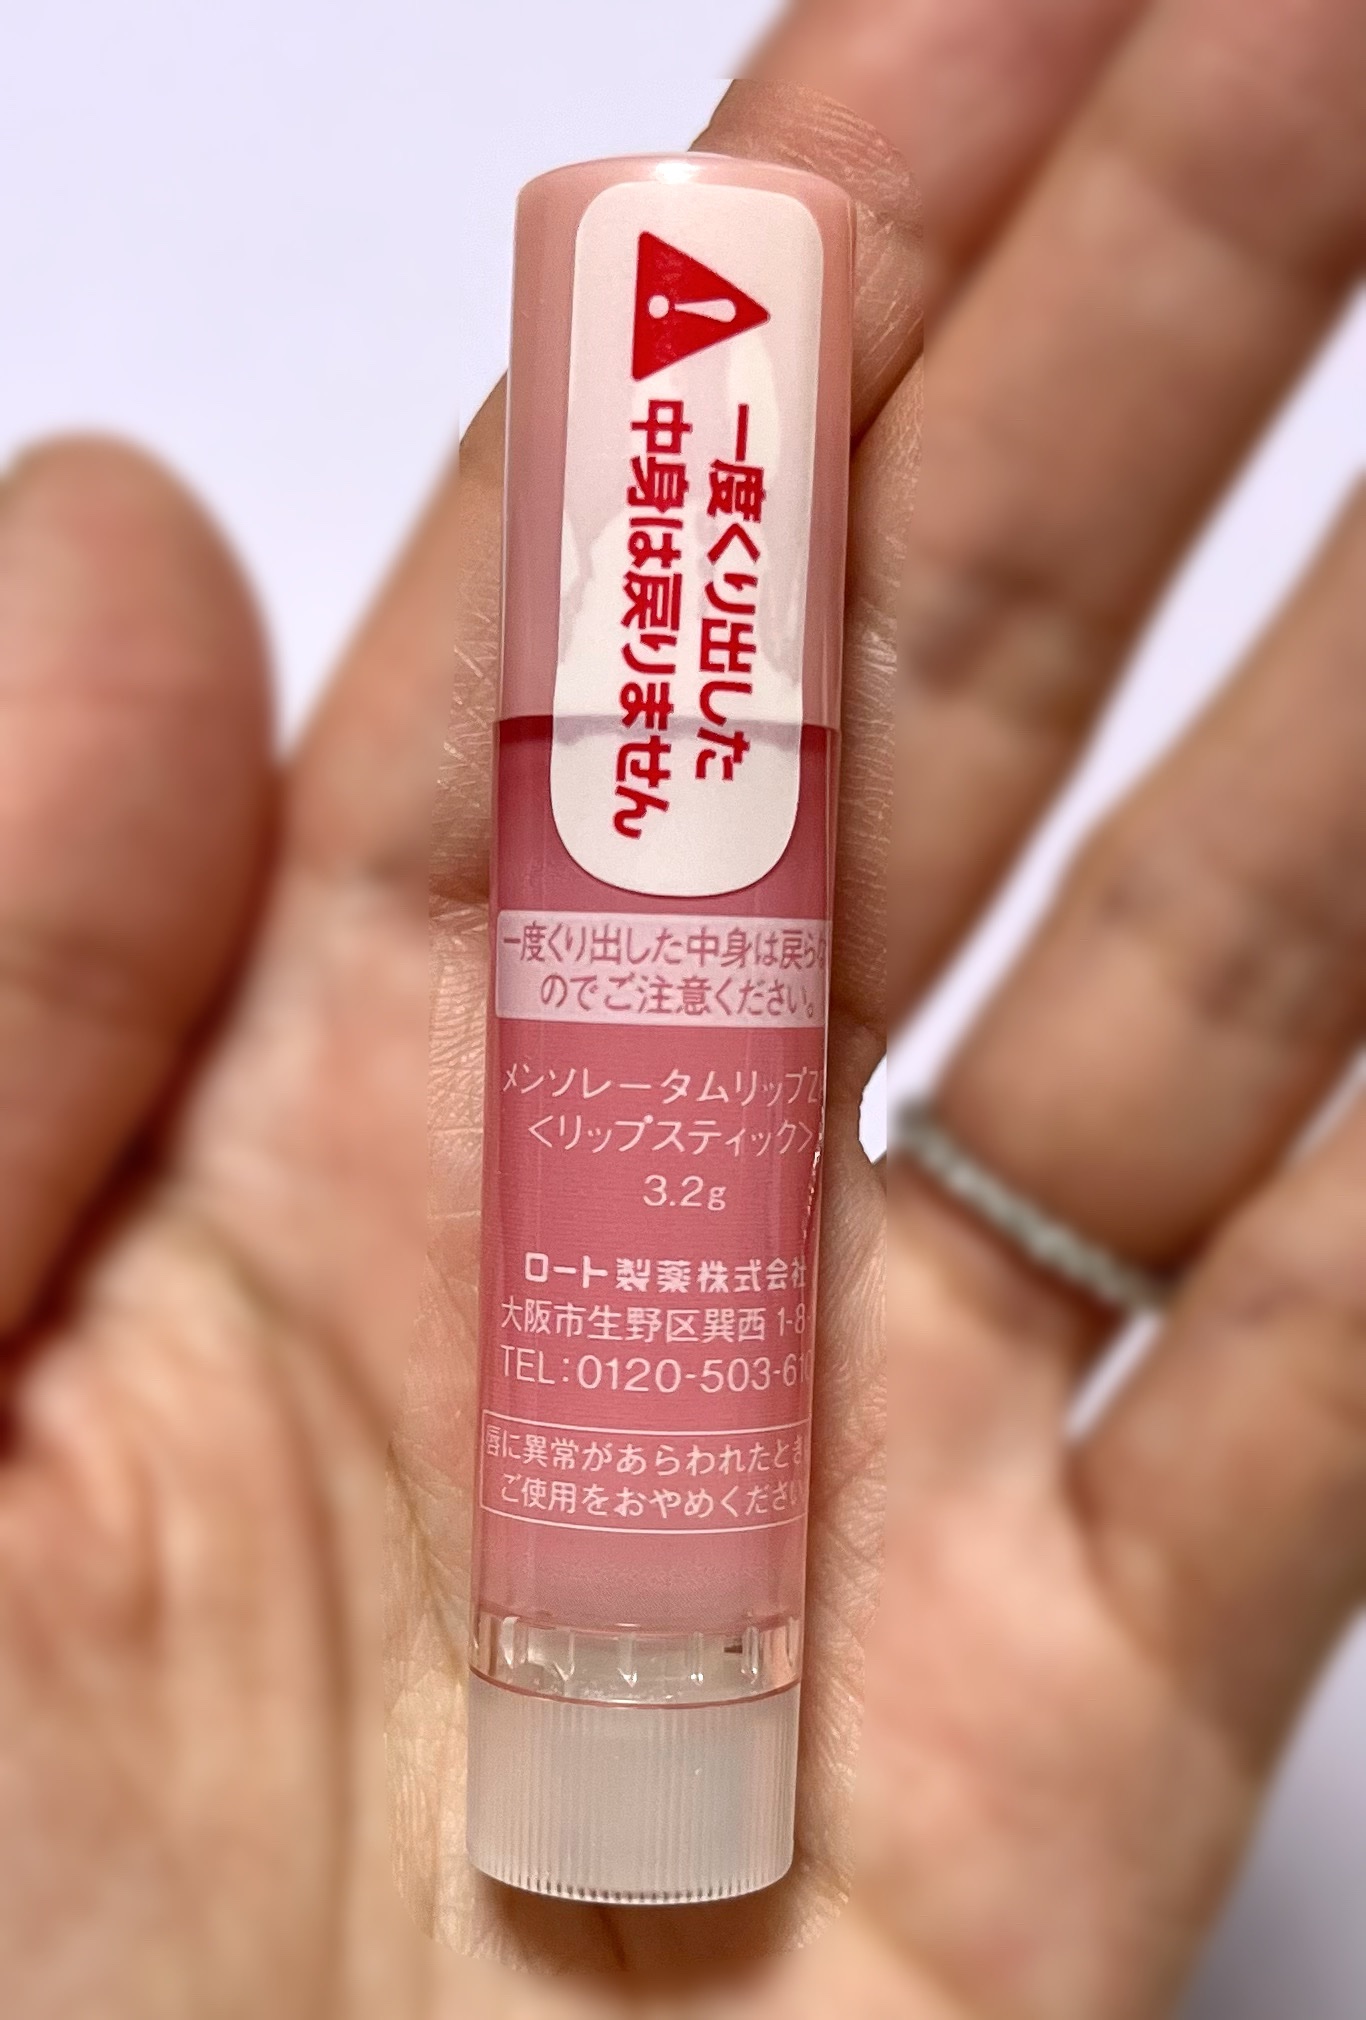 一度くり出した
中身は戻りません
一度くり出した中身は戻らな
のでご注意ください。
メンソレータムリップZ
＜リップスティック＞
3.2g
ロート製薬株式会社
大阪市生野区巽西 1-8-
TEL:0120-503-610
唇に異常があらわれたとき
ご使用をおやめください